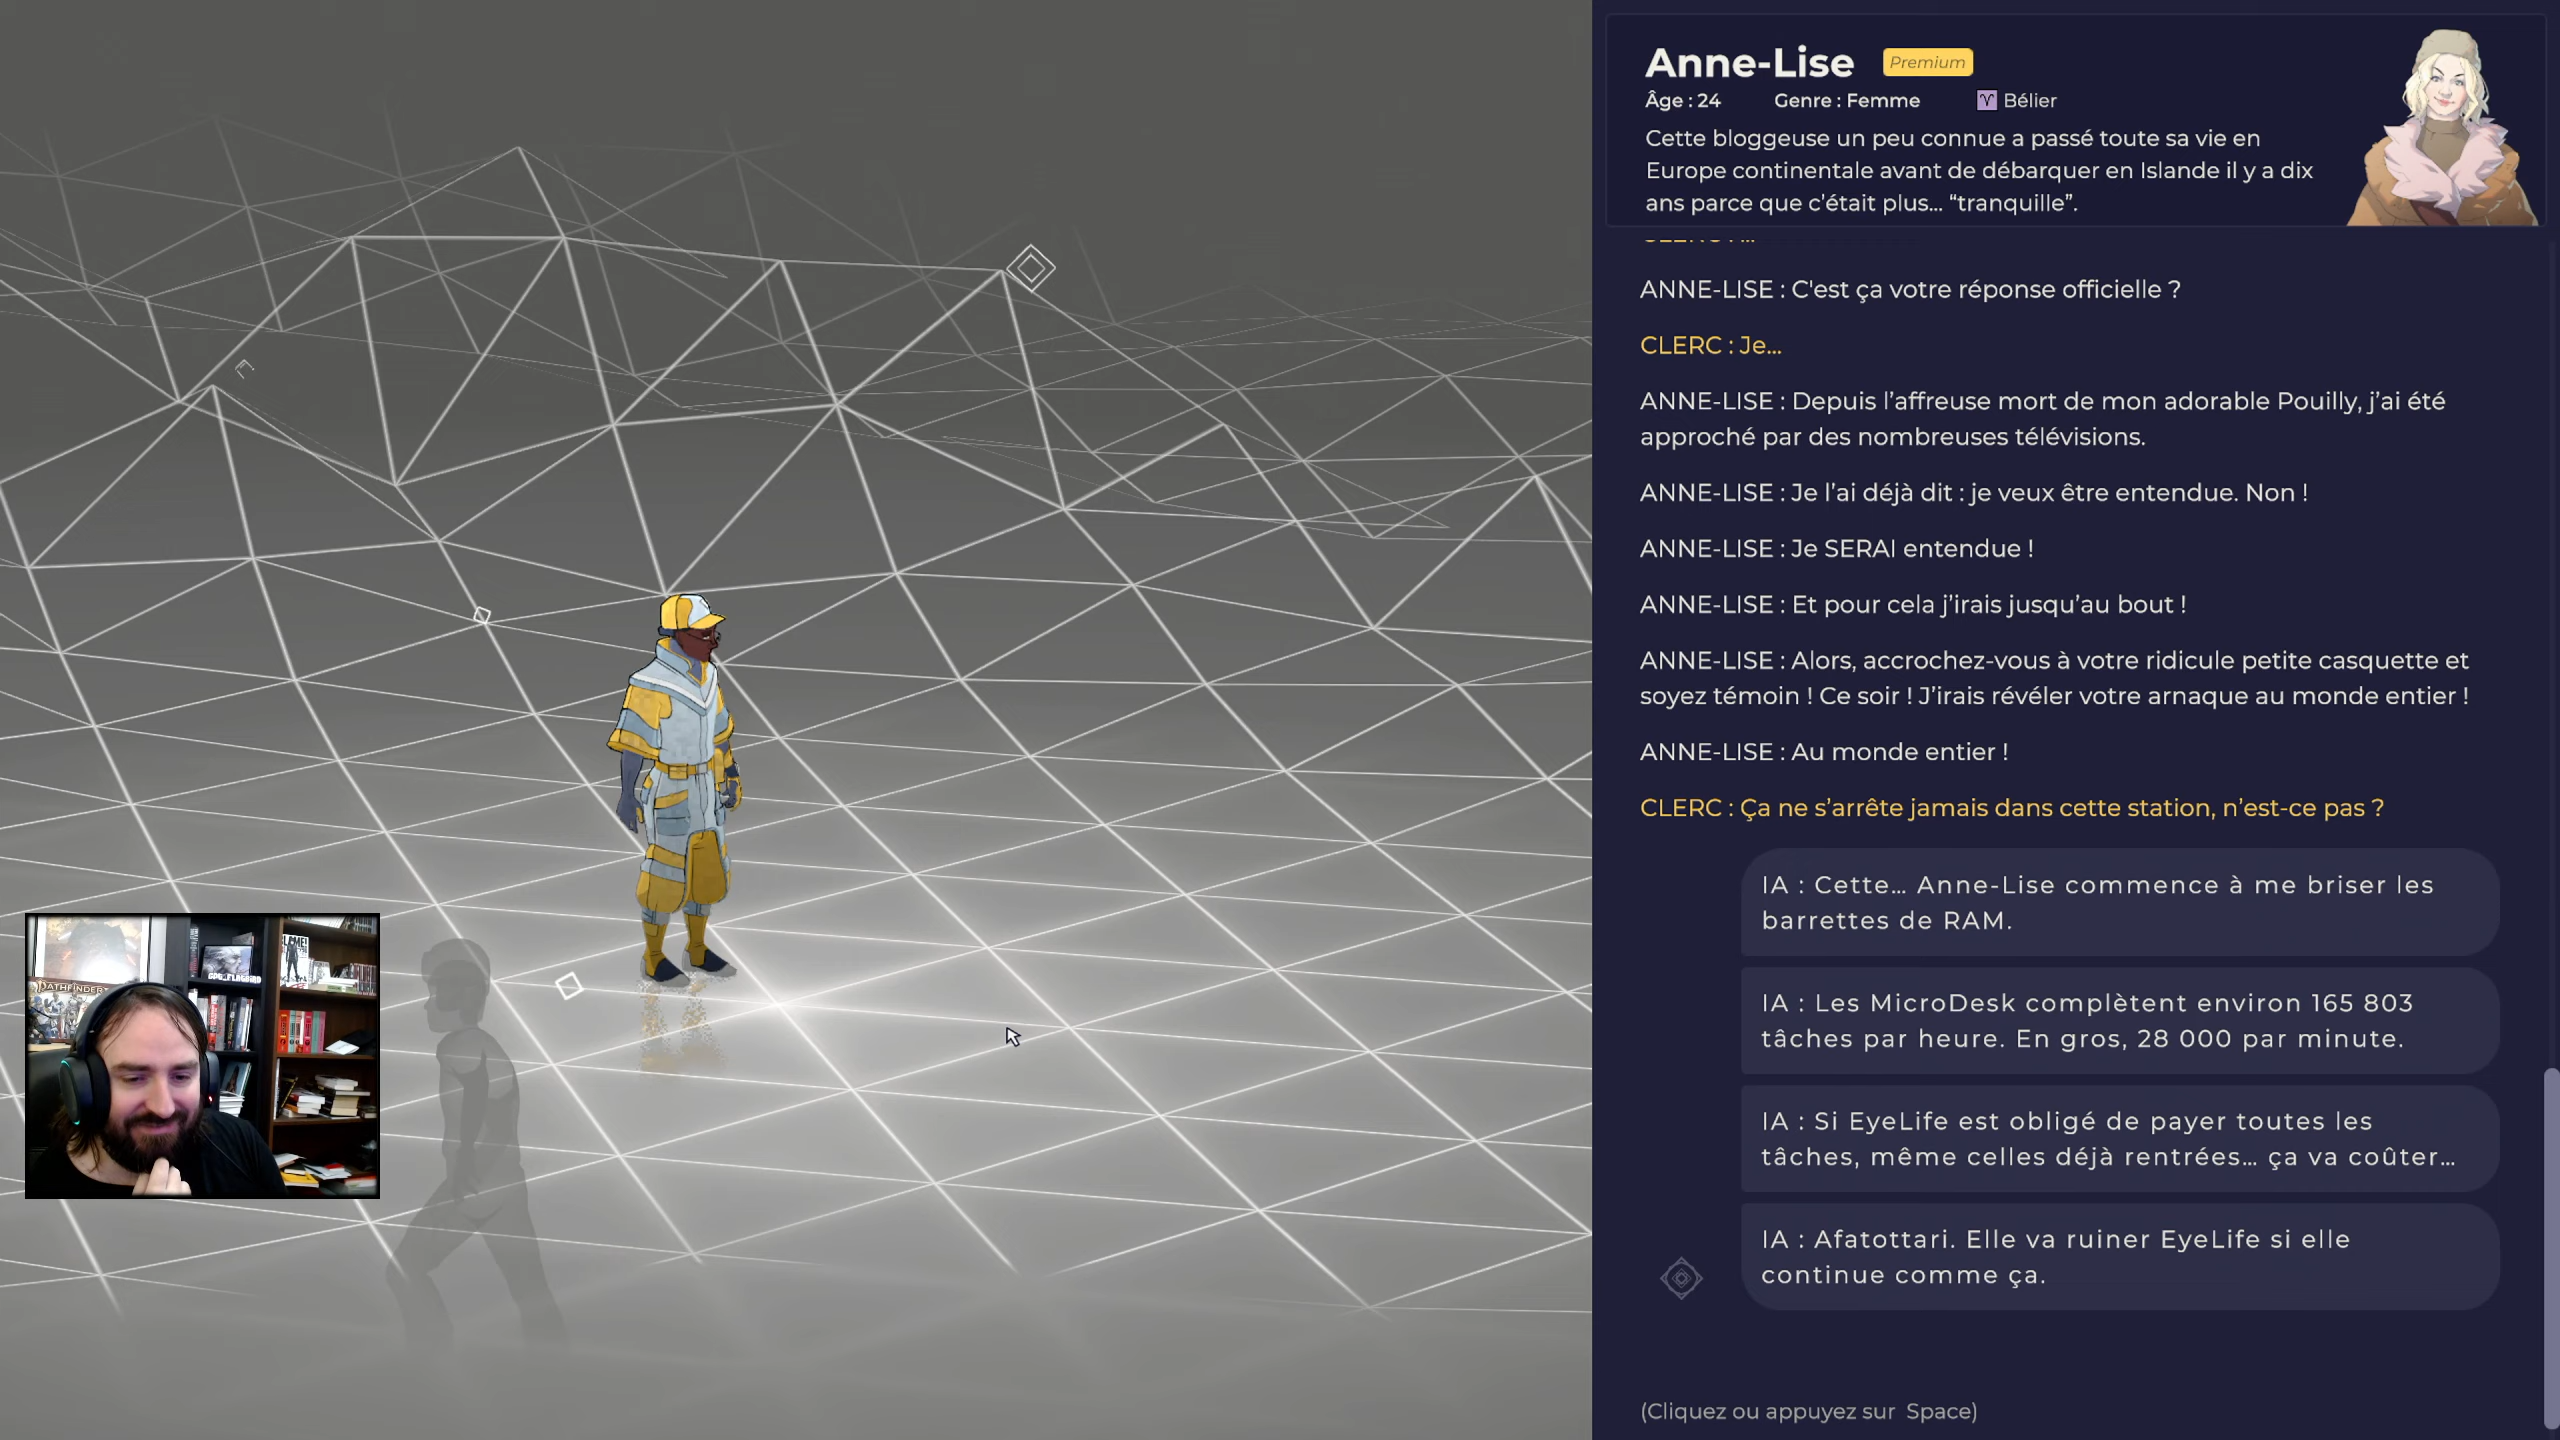 Anne-Lise
Premium
Âge : 24
Genre : Femme
Bélier
Cette bloggeuse un peu connue a passé toute sa vie en
Europe continentale avant de débarquer en Islande il y a dix
ans parce que c'était plus... “tranquille”.
ANNE-LISE : C'est ça votre réponse officielle ?
CLERC : Je...
ANNE-LISE : Depuis l’affreuse mort de mon adorable Pouilly, j’ai été
approché par des nombreuses télévisions.
ANNE-LISE : Je l’ai déjà dit : je veux être entendue. Non !
ANNE-LISE : Je SERAI entendue !
ANNE-LISE : Et pour cela j’irais jusqu’au bout !
ANNE-LISE : Alors, accrochez-vous à votre ridicule petite casquette et
soyez témoin ! Ce soir ! J’irais révéler votre arnaque au monde entier !
ANNE-LISE : Au monde entier !
CLERC : Ça ne s’arrête jamais dans cette station, n’est-ce pas ?
IA : Cette... Anne-Lise commence à me briser les
barrettes de RAM.
IA : Les MicroDesk complètent environ 165 803
tâches par heure. En gros, 28 000 par minute.
IA : Si EyeLife est obligé de payer toutes les
tâches, même celles déjà rentrées... ça va coûter...
IA : Afatottari. Elle va ruiner EyeLife si elle
continue comme ça.
(Cliquez ou appuyez sur Space)
PATHFINDER
BLAME!